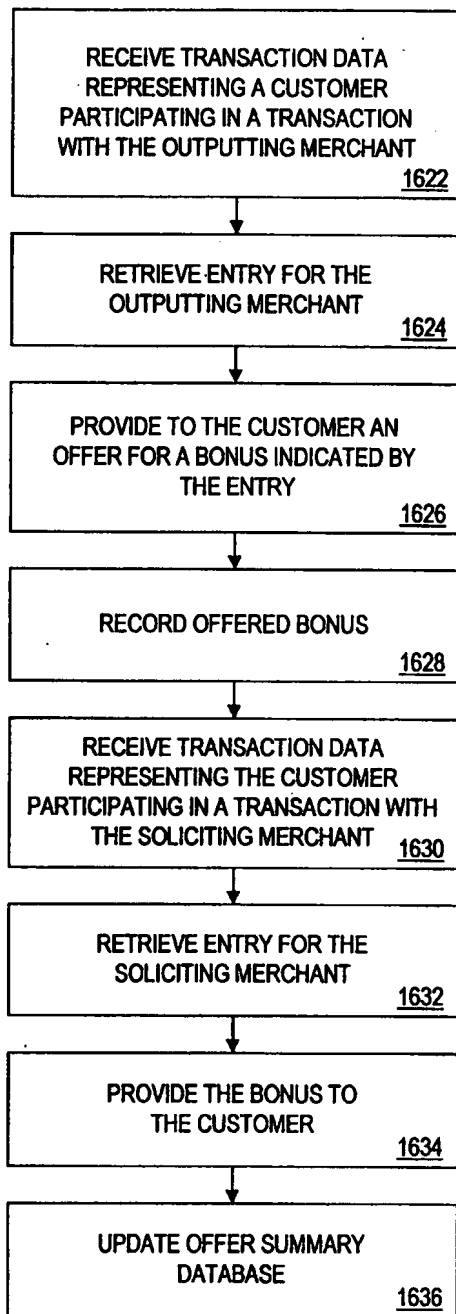 RECEIVE TRANSACTION DATA
REPRESENTING A CUSTOMER
PARTICIPATING IN A TRANSACTION
WITH THE OUTPUTTING MERCHANT
1622
RETRIEVE ENTRY FOR THE
OUTPUTTING MERCHANT
1624
PROVIDE TO THE CUSTOMER AN
OFFER FOR A BONUS INDICATED BY
THE ENTRY
1626
RECORD OFFERED BONUS
1628
RECEIVE TRANSACTION DATA
REPRESENTING THE CUSTOMER
PARTICIPATING IN A TRANSACTION WITH
THE SOLICITING MERCHANT
1630
RETRIEVE ENTRY FOR THE
SOLICITING MERCHANT
1632
PROVIDE THE BONUS TO
THE CUSTOMER
1634
UPDATE OFFER SUMMARY
DATABASE
1636